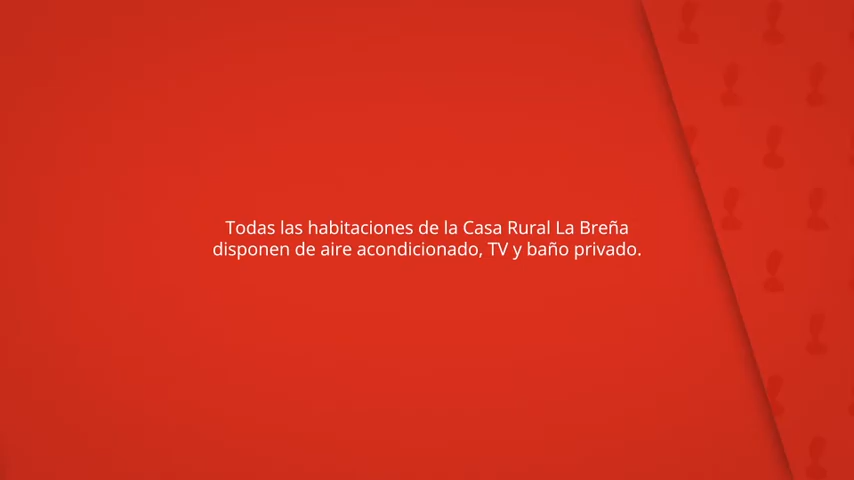 Todas las habitaciones de la Casa Rural La Breña
disponen de aire acondicionado, TV y baño privado.